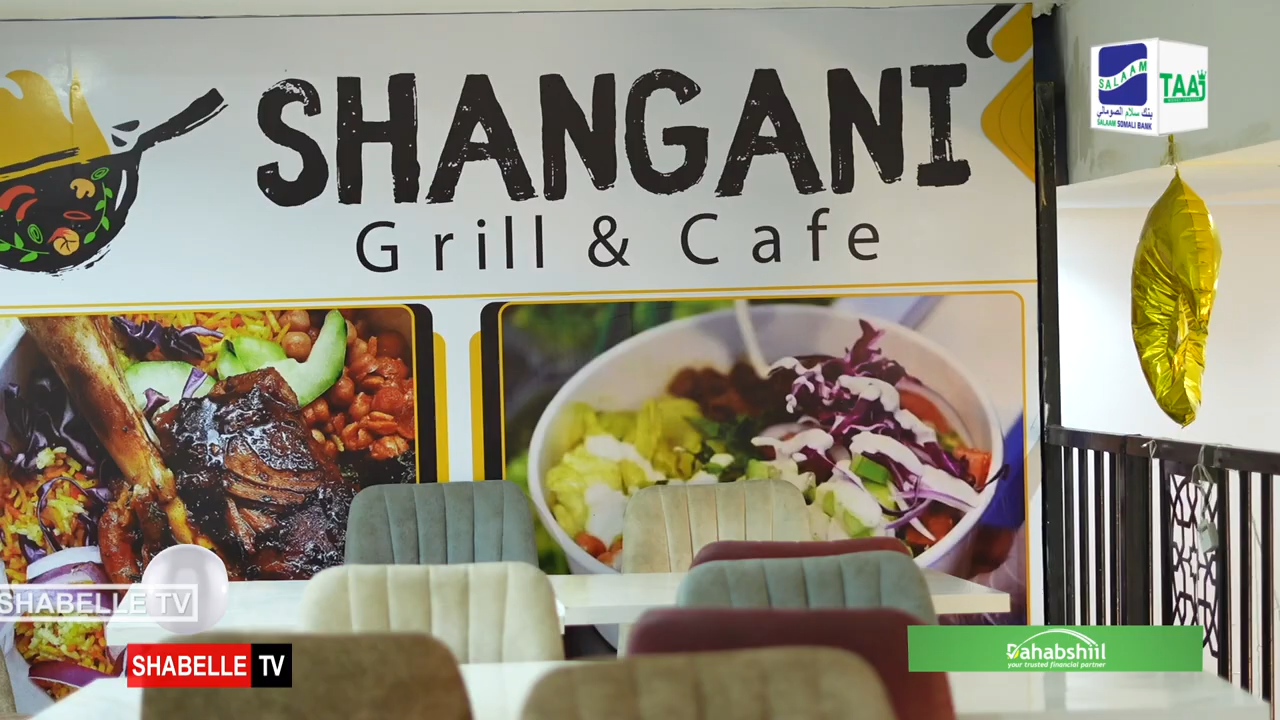 SHANGANI
Grill & Cafe
SALAAM
بنك سلام الصومالي
SALAAM SOMALI BANK
TAAJ
SHABELLE TV
SHABELLE TV
Dahabshiil
your trusted financial partner